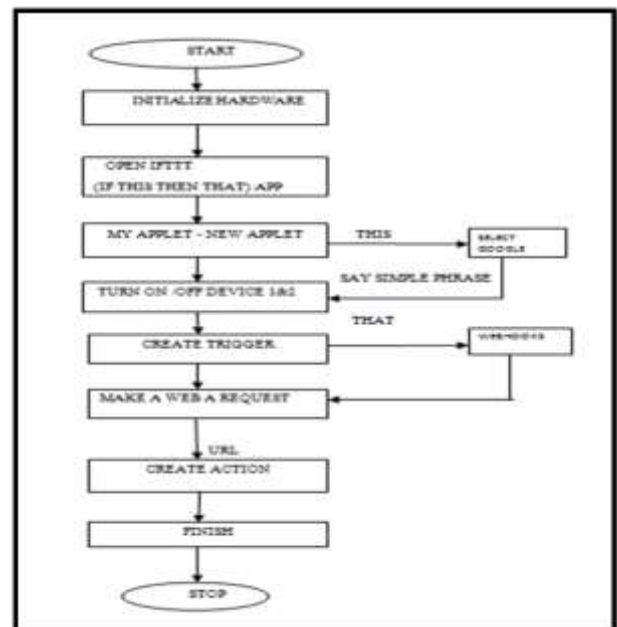 START
INITIALIZE HARDWARE
OPEN IFTTT
(IF THIS THEN THAT) APP
MY APPLET - NEW APPLET
THIS
SELECT
GOOGLE
SAY SIMPLE PHRASE
TURN ON /OFF DEVICE 1&2
THAT
CREATE TRIGGER
WEBHOOKS
MAKE A WEB A REQUEST
URL
CREATE ACTION
FINISH
STOP